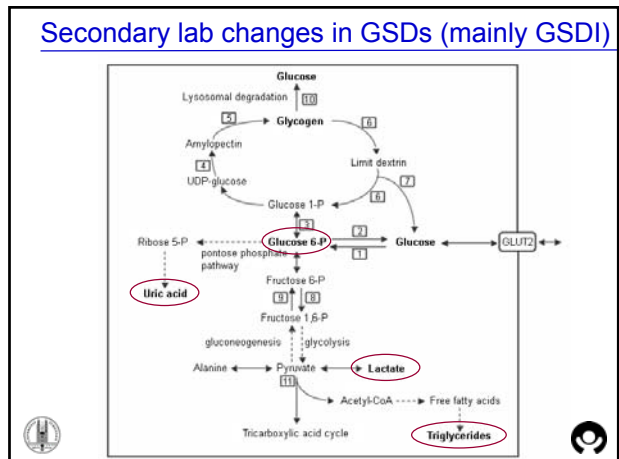 Secondary lab changes in GSDs (mainly GSDI)
Glucose
Lysosomal degradation
10
5
Glycogen
6
Amylopectin
Limit dextrin
4
7
UDP-glucose
6
Glucose 1-P
3
Ribose 5-P
Glucose 6-P
2
Glucose
GLUT2
1
pontose phosphate
pathway
Fructose 6-P
Uric acid
9
8
Fructose 1,6-P
gluconeogenesis
glycolysis
Alanine
Pyruvate
Lactate
11
Acetyl-CoA
Free fatty acids
Tricarboxylic acid cycle
Triglycerides